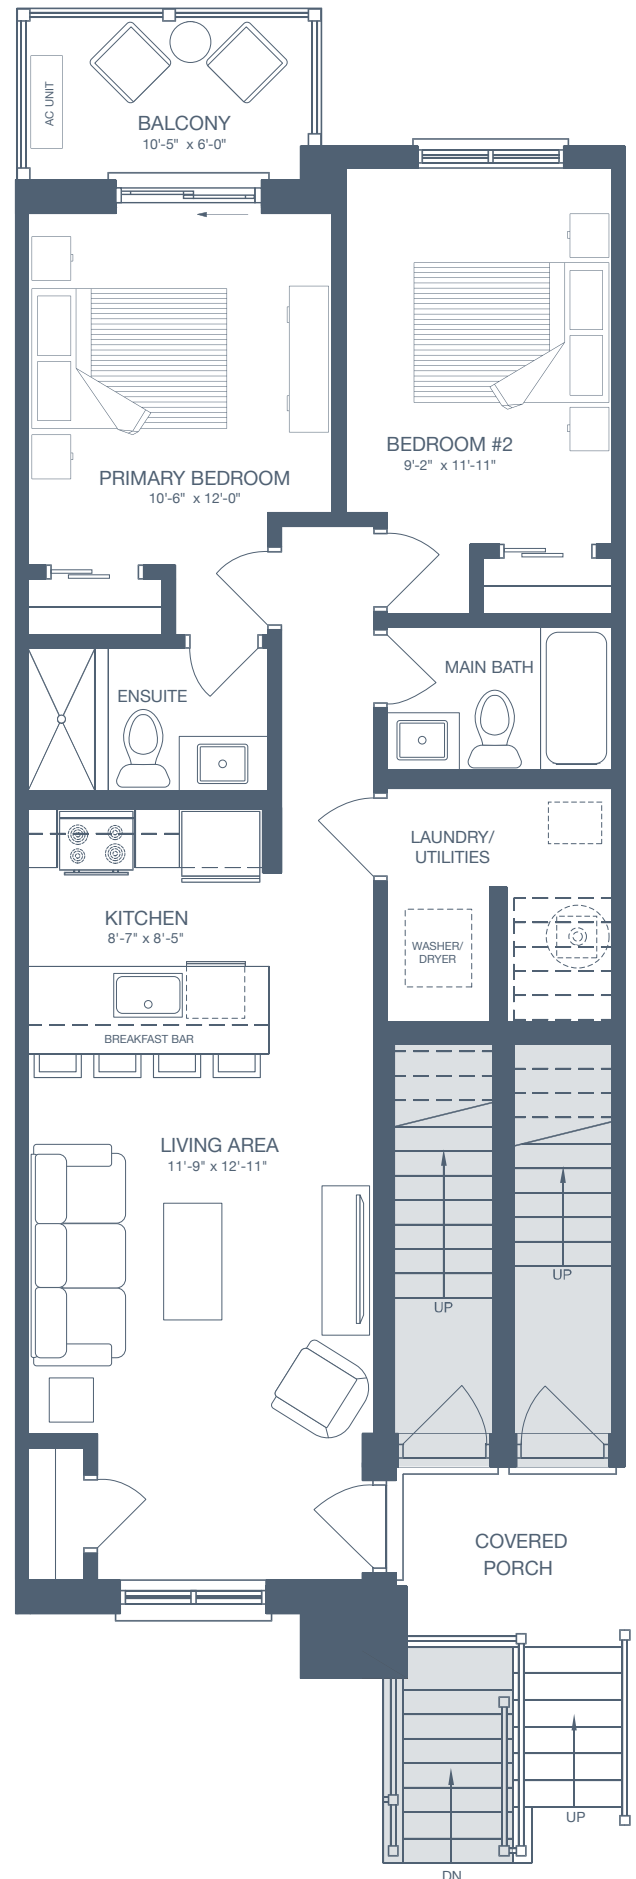 AC UNIT
BALCONY
10'-5" x 6'-0"
BEDROOM #2
9'-2" x 11'-11"
PRIMARY BEDROOM
10'-6" x 12'-0"
MAIN BATH
ENSUITE
LAUNDRY/
UTILITIES
KITCHEN
8'-7" x 8'-5"
WASHER/
DRYER
BREAKFAST BAR
LIVING AREA
11'-9" x 12'-11"
UP
UP
COVERED
PORCH
UP
DN